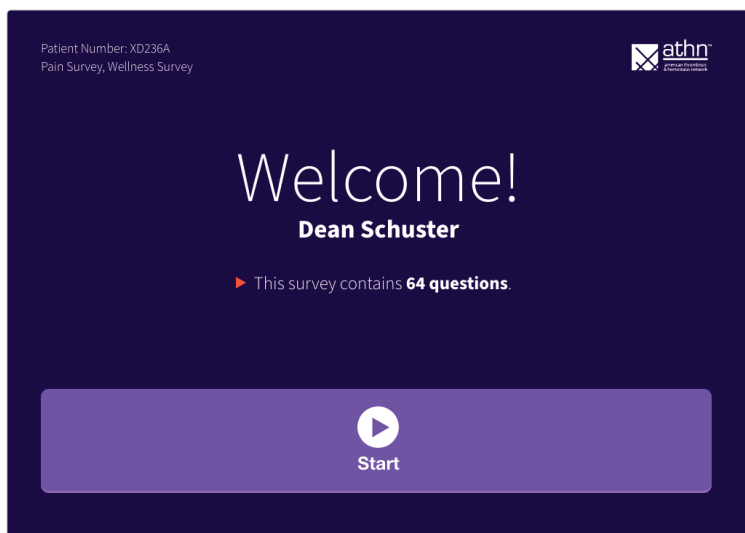 Patient Number: XD236A
Pain Survey, Wellness Survey
athn™
american thrombosis
& hemostasis network
Welcome!
Dean Schuster
This survey contains 64 questions.
Start